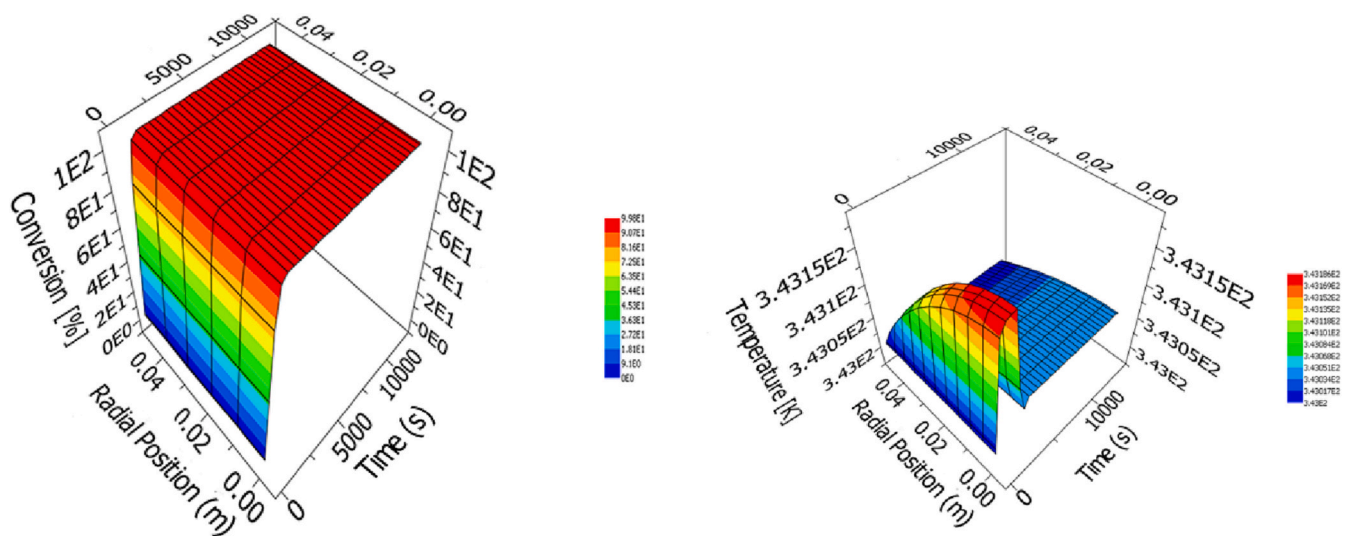 10000
5000
0
0.04
0.02
0.00
1E2
8E1
6E1
4E1
2E1
0E0
Conversion [%]
1E2
8E1
6E1
4E1
2E1
0E0
0.04
0.02
0.00
Radial Position (m)
10000
5000
0
Time (s)
9.98E1
9.07E1
8.16E1
7.25E1
6.35E1
5.44E1
4.53E1
3.63E1
2.72E1
1.81E1
9.1E0
0E0
10000
0
0.04
0.02
0.00
3.4315E2
3.431E2
3.4305E2
3.43E2
Temperature [K]
3.4315E2
3.431E2
3.4305E2
3.43E2
0.04
0.02
0.00
Radial Position (m)
10000
0
Time (s)
3.43186E2
3.43169E2
3.43152E2
3.43135E2
3.43118E2
3.43101E2
3.43084E2
3.43068E2
3.43051E2
3.43034E2
3.43017E2
3.43E2